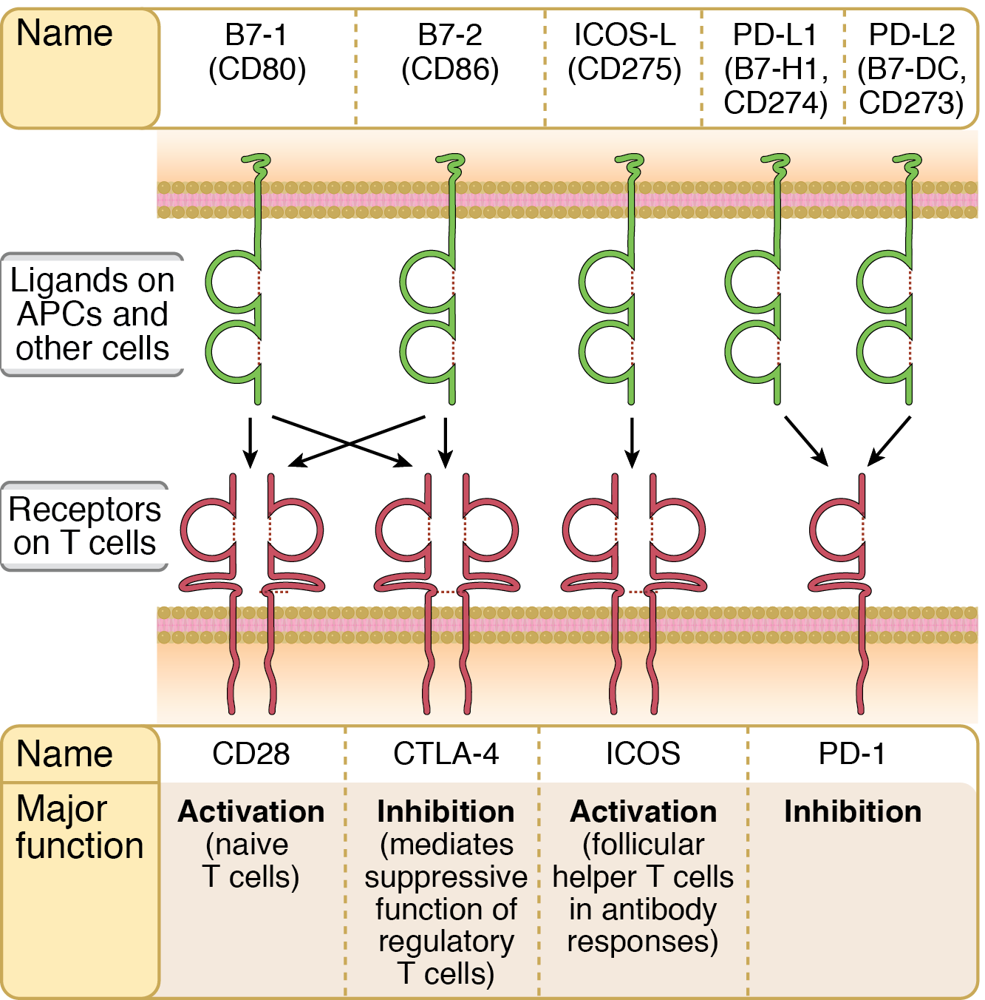 Name
B7-1
(CD80)
B7-2
(CD86)
ICOS-L
(CD275)
PD-L1
(B7-H1,
CD274)
PD-L2
(B7-DC,
CD273)
Ligands on
APCs and
other cells
Receptors
on T cells
Name
CD28
CTLA-4
ICOS
PD-1
Major
function
Activation
(naive
T cells)
Inhibition
(mediates
suppressive
function of
regulatory
T cells)
Activation
(follicular
helper T cells
in antibody
responses)
Inhibition